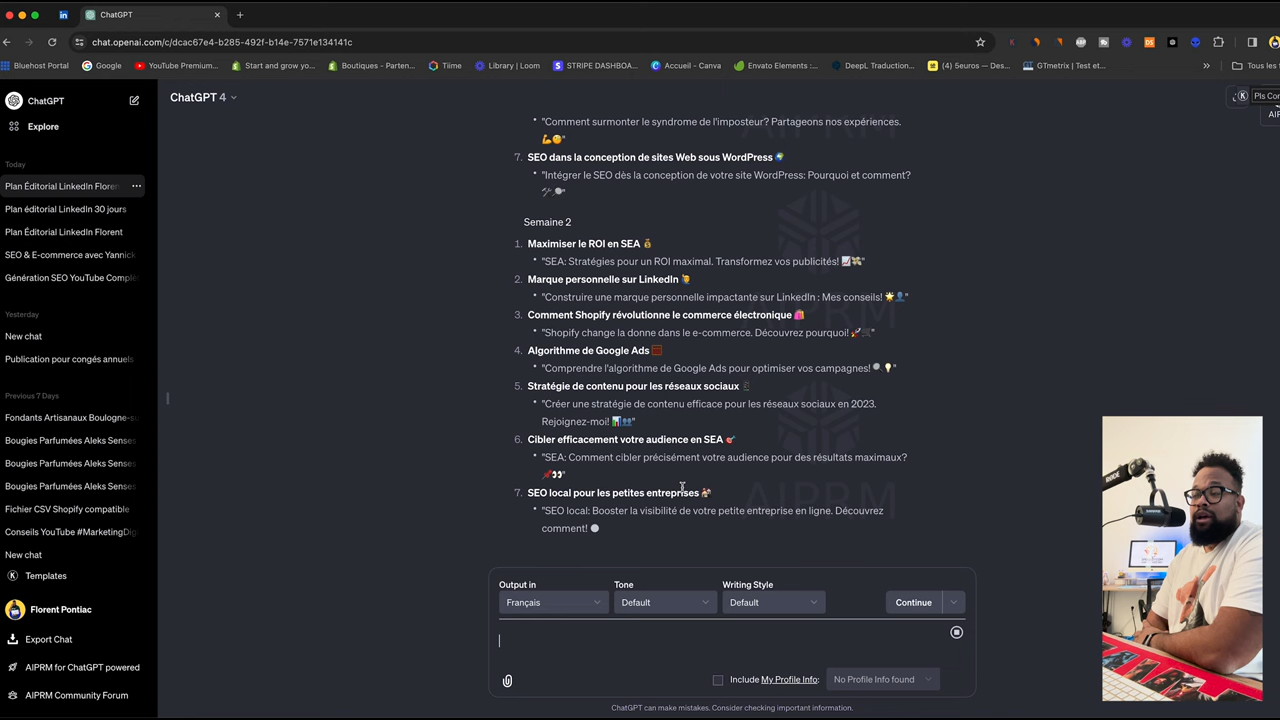 ChatGPT
chat.openai.com/c/dcac67e4-b285-492f-b14e-7571e134141c
Bluehost Portal
Google
YouTube Premium...
Start and grow yo...
Boutiques - Parten...
Tiime
Library | Loom
STRIPE DASHBOA...
Accueil - Canva
Envato Elements :...
DeepL Traduction...
(4) 5euros — Des...
GTmetrix | Test et...
»
Tous les
ChatGPT
Explore
Today
Plan Éditorial LinkedIn Floren
Plan éditorial LinkedIn 30 jours
Plan Éditorial LinkedIn Florent
SEO & E-commerce avec Yannick
Génération SEO YouTube Complè
Yesterday
New chat
Publication pour congés annuels
Previous 7 Days
Fondants Artisanaux Boulogne-su
Bougies Parfumées Aleks Senses
Bougies Parfumées Aleks Senses
Bougies Parfumées Aleks Senses
Fichier CSV Shopify compatible
Conseils YouTube #MarketingDig
New chat
Templates
Florent Pontiac
Export Chat
AIPRM for ChatGPT powered
AIPRM Community Forum
ChatGPT 4
Pls Con
AIF
• "Comment surmonter le syndrome de l'imposteur? Partageons nos expériences.
💪🤔"
7. SEO dans la conception de sites Web sous WordPress 🌍
• "Intégrer le SEO dès la conception de votre site WordPress: Pourquoi et comment?
"
Semaine 2
1. Maximiser le ROI en SEA 💰
• "SEA: Stratégies pour un ROI maximal. Transformez vos publicités! 📈💸"
2. Marque personnelle sur LinkedIn
• "Construire une marque personnelle impactante sur LinkedIn : Mes conseils! 🌟👤"
3. Comment Shopify révolutionne le commerce électronique 🛍️
• "Shopify change la donne dans le e-commerce. Découvrez pourquoi! 🚀🛒"
4. Algorithme de Google Ads
• "Comprendre l'algorithme de Google Ads pour optimiser vos campagnes! 🔍💡"
5. Stratégie de contenu pour les réseaux sociaux
• "Créer une stratégie de contenu efficace pour les réseaux sociaux en 2023.
Rejoignez-moi! 📊👥"
6. Cibler efficacement votre audience en SEA 🎯
• "SEA: Comment cibler précisément votre audience pour des résultats maximaux?
📌👀"
7. SEO local pour les petites entreprises
• "SEO local: Booster la visibilité de votre petite entreprise en ligne. Découvrez
comment!
AIPRM
AIPRM
AIPRM
Output in
Tone
Writing Style
Français
Default
Default
Continue
Include My Profile Info:
No Profile Info found
ChatGPT can make mistakes. Consider checking important information.